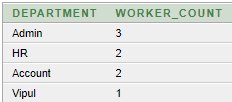 DEPARTMENT WORKER_COUNT
Admin 3
HR 2
Account 2
Vipul 1